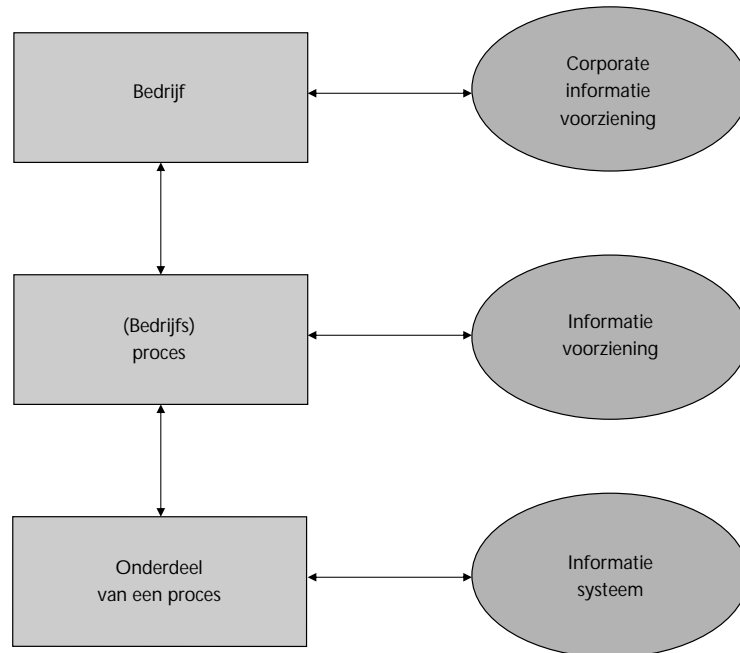 Bedrijf
Corporate
informatie
voorziening
(Bedrijfs)
proces
Informatie
voorziening
Onderdeel
van een proces
Informatie
systeem